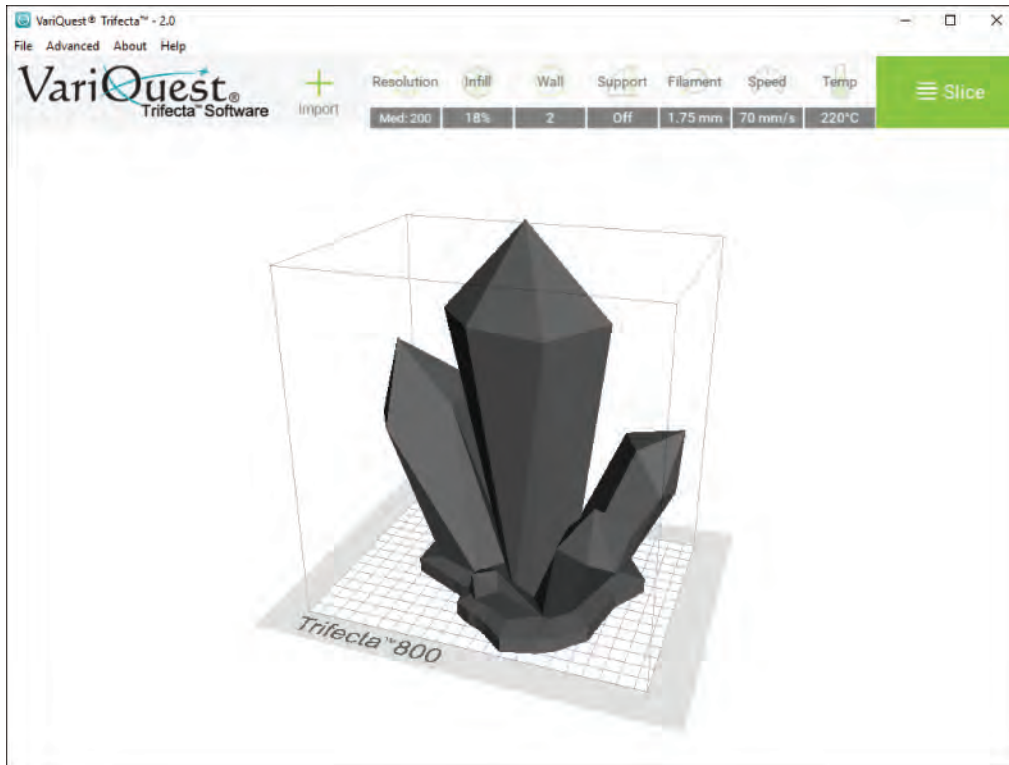 VariQuest® Trifecta™ - 2.0
File Advanced About Help
VariQuest®
Trifecta™ Software
Import
Resolution Infill Wall Support Filament Speed Temp
Med: 200 18% 2 Off 1.75 mm 70 mm/s 220°C
Slice
Trifecta™800